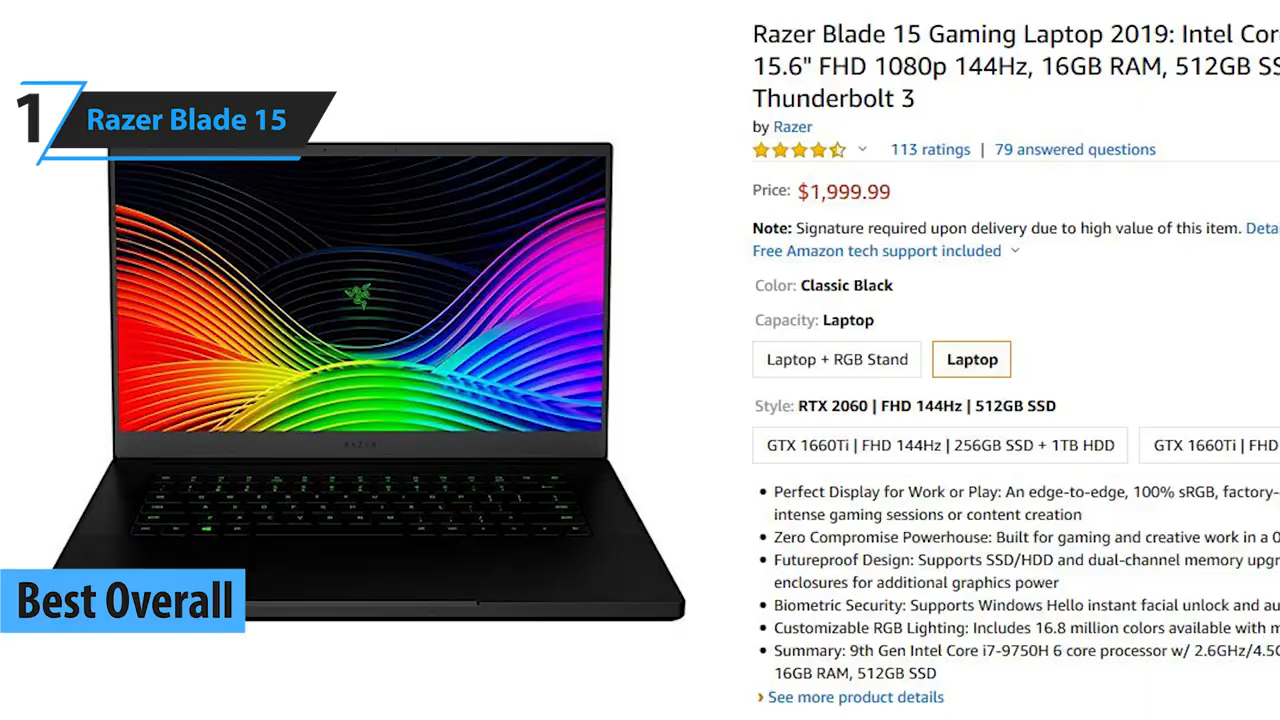 1
Razer Blade 15
Best Overall
Razer Blade 15 Gaming Laptop 2019: Intel Cor
15.6" FHD 1080p 144Hz, 16GB RAM, 512GB SS
Thunderbolt 3
by Razer
113 ratings | 79 answered questions
Price: $1,999.99
Note: Signature required upon delivery due to high value of this item. Detai
Free Amazon tech support included
Color: Classic Black
Capacity: Laptop
Laptop + RGB Stand Laptop
Style: RTX 2060 | FHD 144Hz | 512GB SSD
GTX 1660Ti | FHD 144Hz | 256GB SSD + 1TB HDD GTX 1660Ti | FHD
• Perfect Display for Work or Play: An edge-to-edge, 100% sRGB, factory-
intense gaming sessions or content creation
• Zero Compromise Powerhouse: Built for gaming and creative work in a 0
• Futureproof Design: Supports SSD/HDD and dual-channel memory upgr
enclosures for additional graphics power
• Biometric Security: Supports Windows Hello instant facial unlock and au
• Customizable RGB Lighting: Includes 16.8 million colors available with m
• Summary: 9th Gen Intel Core i7-9750H 6 core processor w/ 2.6GHz/4.5G
16GB RAM, 512GB SSD
› See more product details